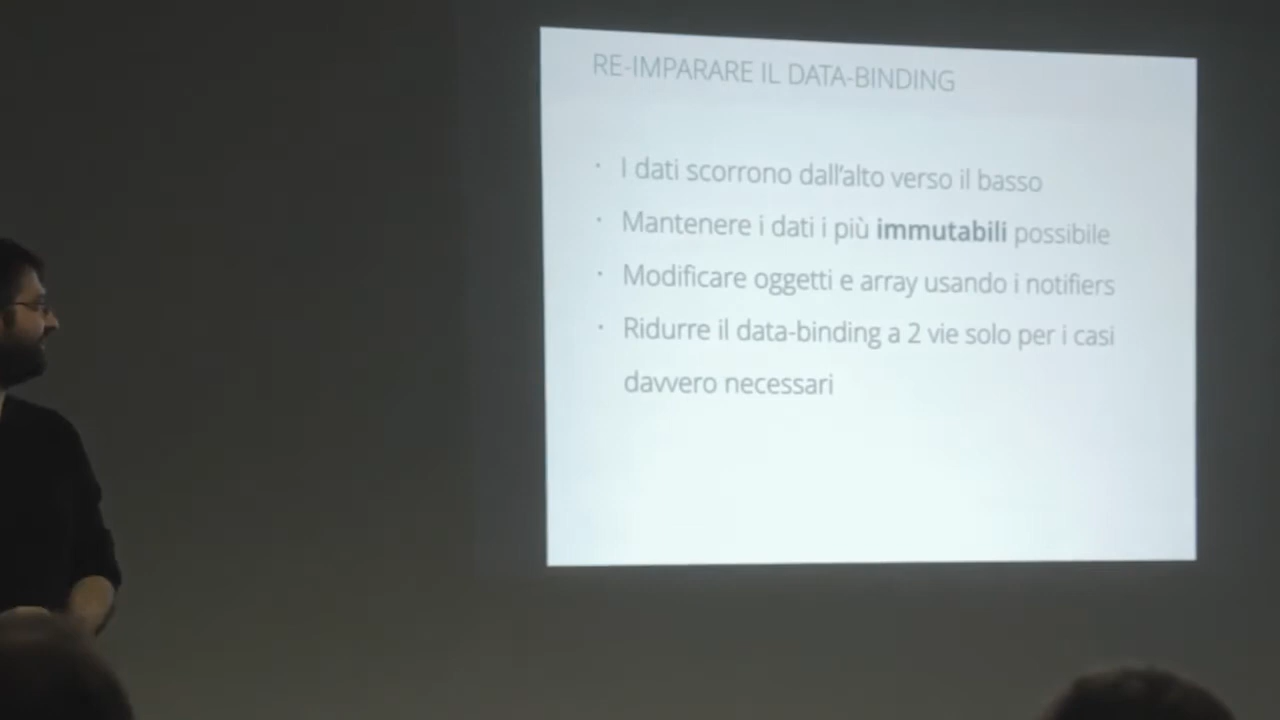 RE-IMPARARE IL DATA-BINDING
· I dati scorrono dall'alto verso il basso
· Mantenere i dati i più immutabili possibile
· Modificare oggetti e array usando i notifiers
· Ridurre il data-binding a 2 vie solo per i casi
davvero necessari